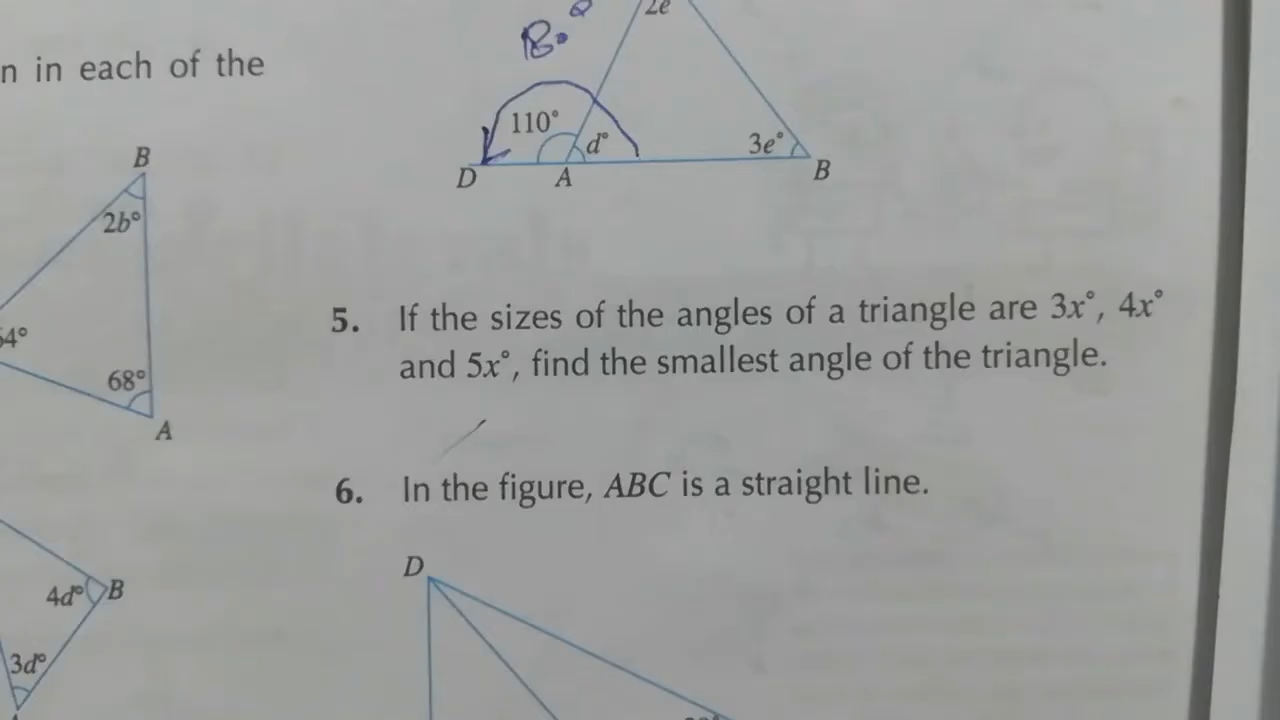 n in each of the
B
2b°
68°
A
4d°
B
3d°
110°
d°
3e°
D
A
B
5. If the sizes of the angles of a triangle are 3x°, 4x°
and 5x°, find the smallest angle of the triangle.
6. In the figure, ABC is a straight line.
D